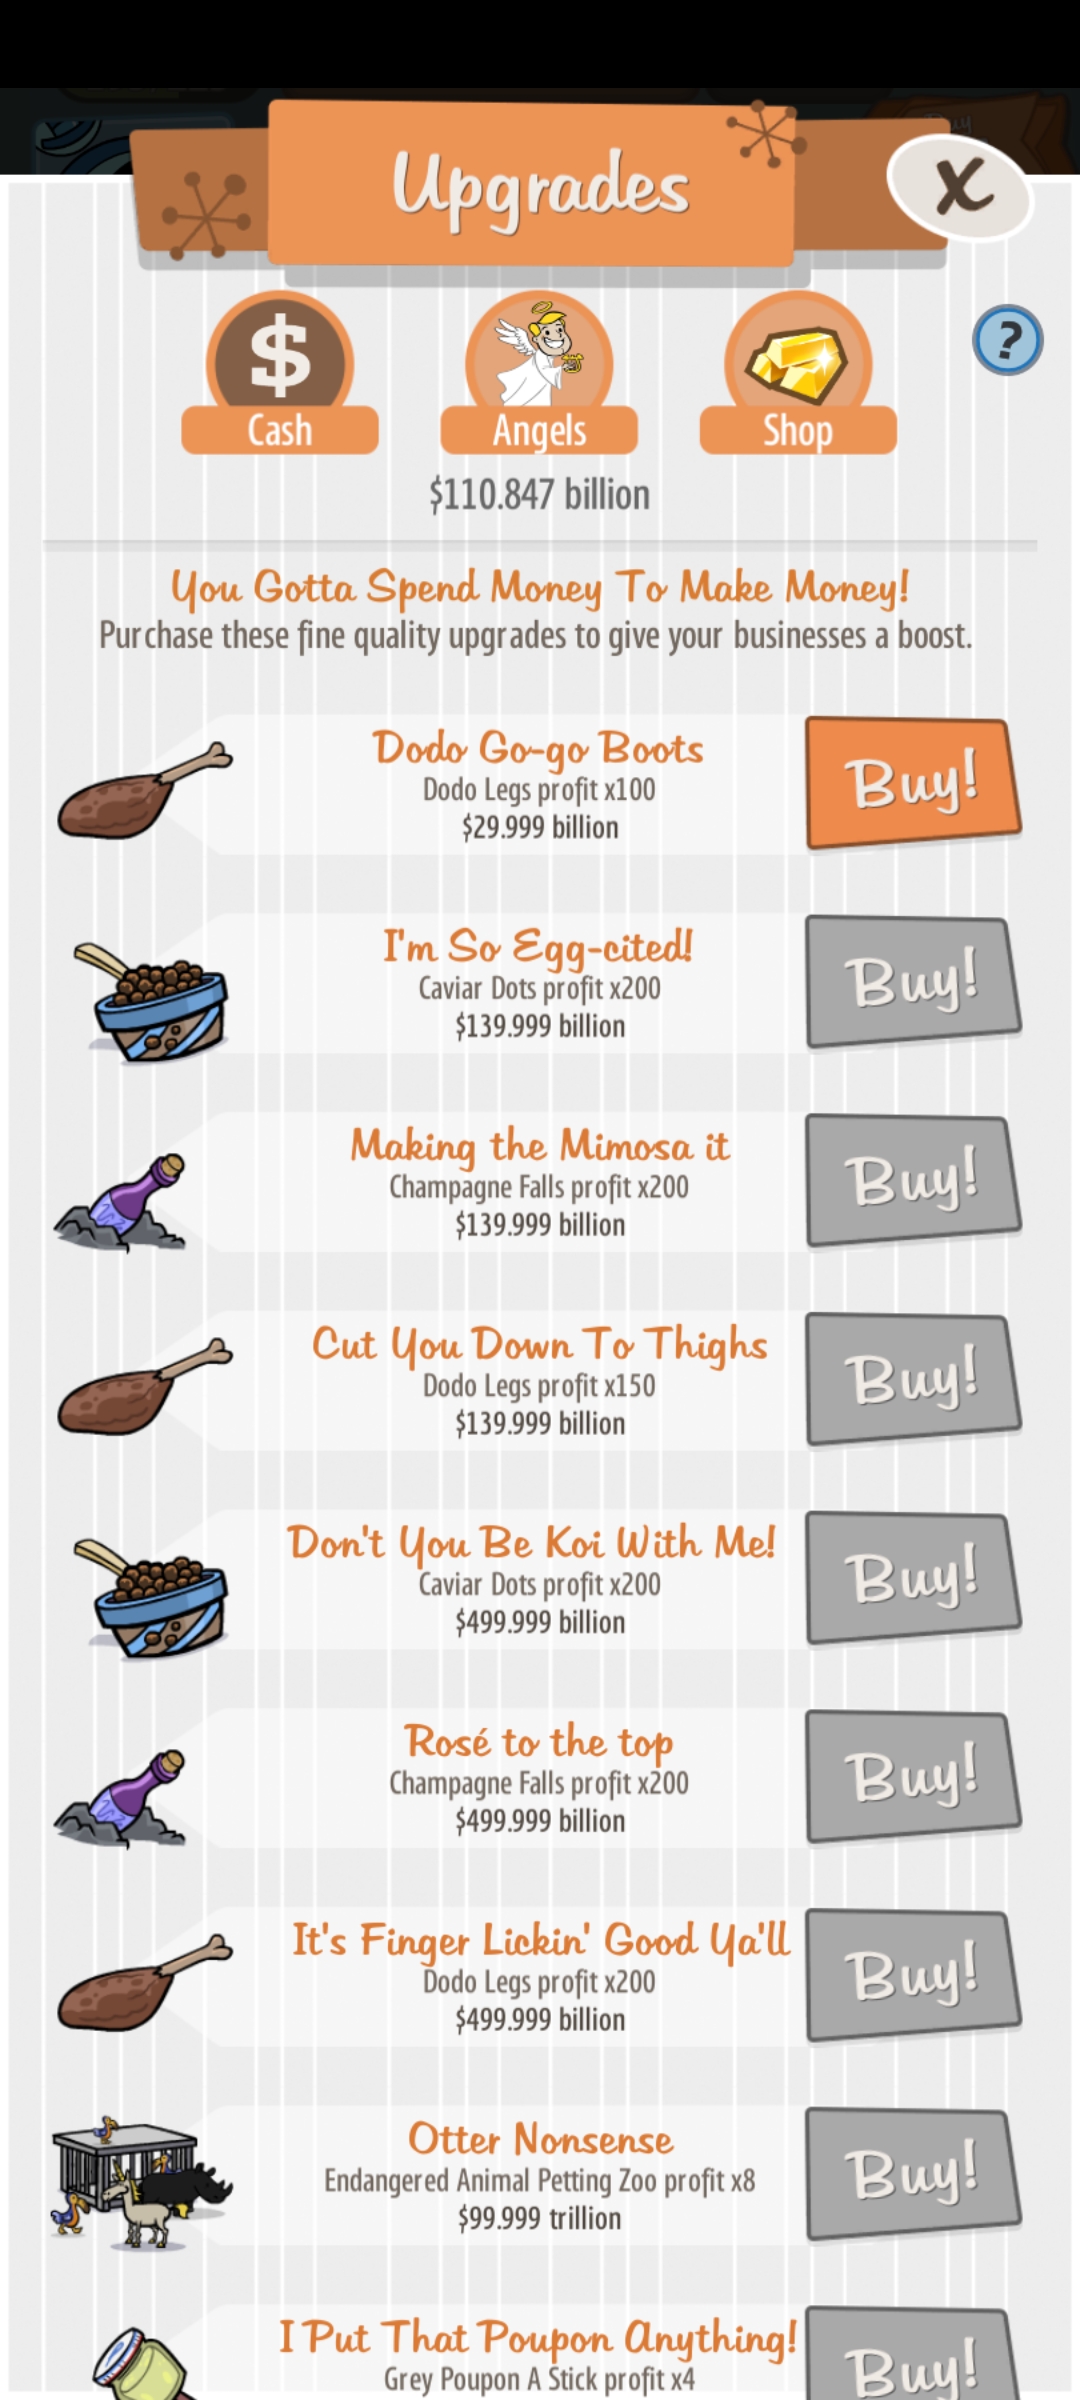 Upgrades
X
$
?
Cash
Angels
Shop
$110.847 billion
You Gotta Spend Money To Make Money!
Purchase these fine quality upgrades to give your businesses a boost.
Dodo Go-go Boots
Dodo Legs profit x100
$29.999 billion
Buy!
I'm So Egg-cited!
Caviar Dots profit x200
$139.999 billion
Buy!
Making the Mimosa it
Champagne Falls profit x200
$139.999 billion
Buy!
Cut You Down To Thighs
Dodo Legs profit x150
$139.999 billion
Buy!
Don't You Be Koi With Me!
Caviar Dots profit x200
$499.999 billion
Buy!
Rosé to the top
Champagne Falls profit x200
$499.999 billion
Buy!
It's Finger Lickin' Good Ya'll
Dodo Legs profit x200
$499.999 billion
Buy!
Otter Nonsense
Endangered Animal Petting Zoo profit x8
$99.999 trillion
Buy!
I Put That Poupon Anything!
Grey Poupon A Stick profit x4
Buy!